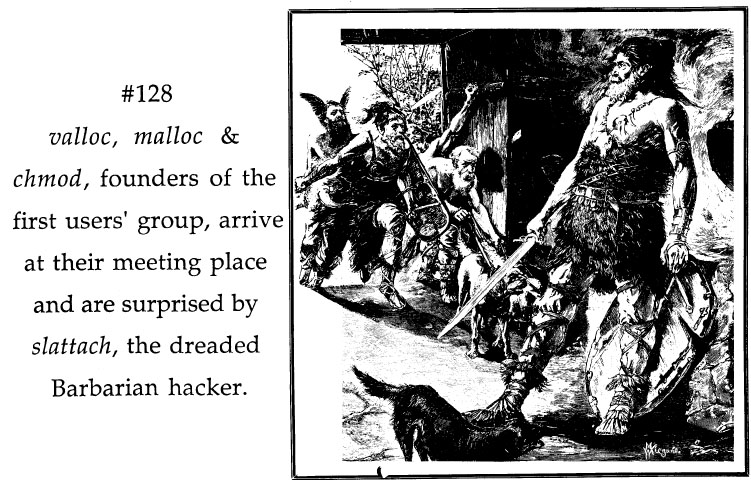 #128
valloc, malloc &
chmod, founders of the
first users' group, arrive
at their meeting place
and are surprised by
slattach, the dreaded
Barbarian hacker.